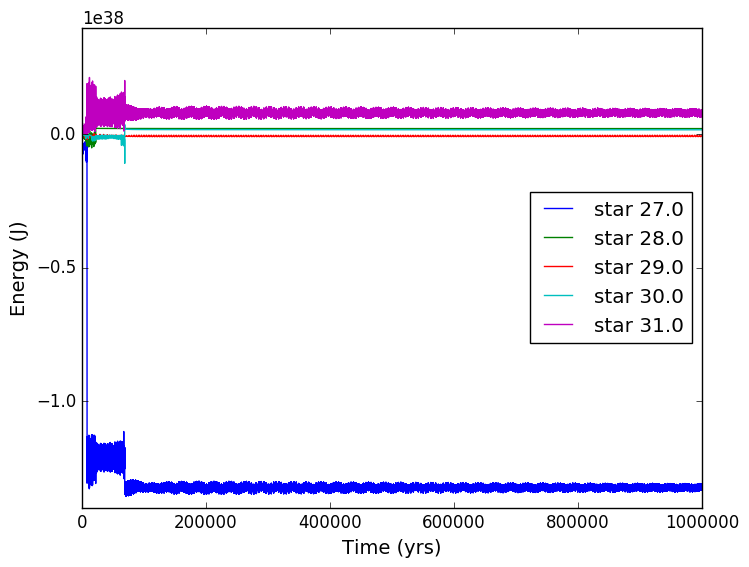 1e38
0.0
−0.5
−1.0
Energy (J)
star 27.0
star 28.0
star 29.0
star 30.0
star 31.0
0 200000 400000 600000 800000 1000000
Time (yrs)